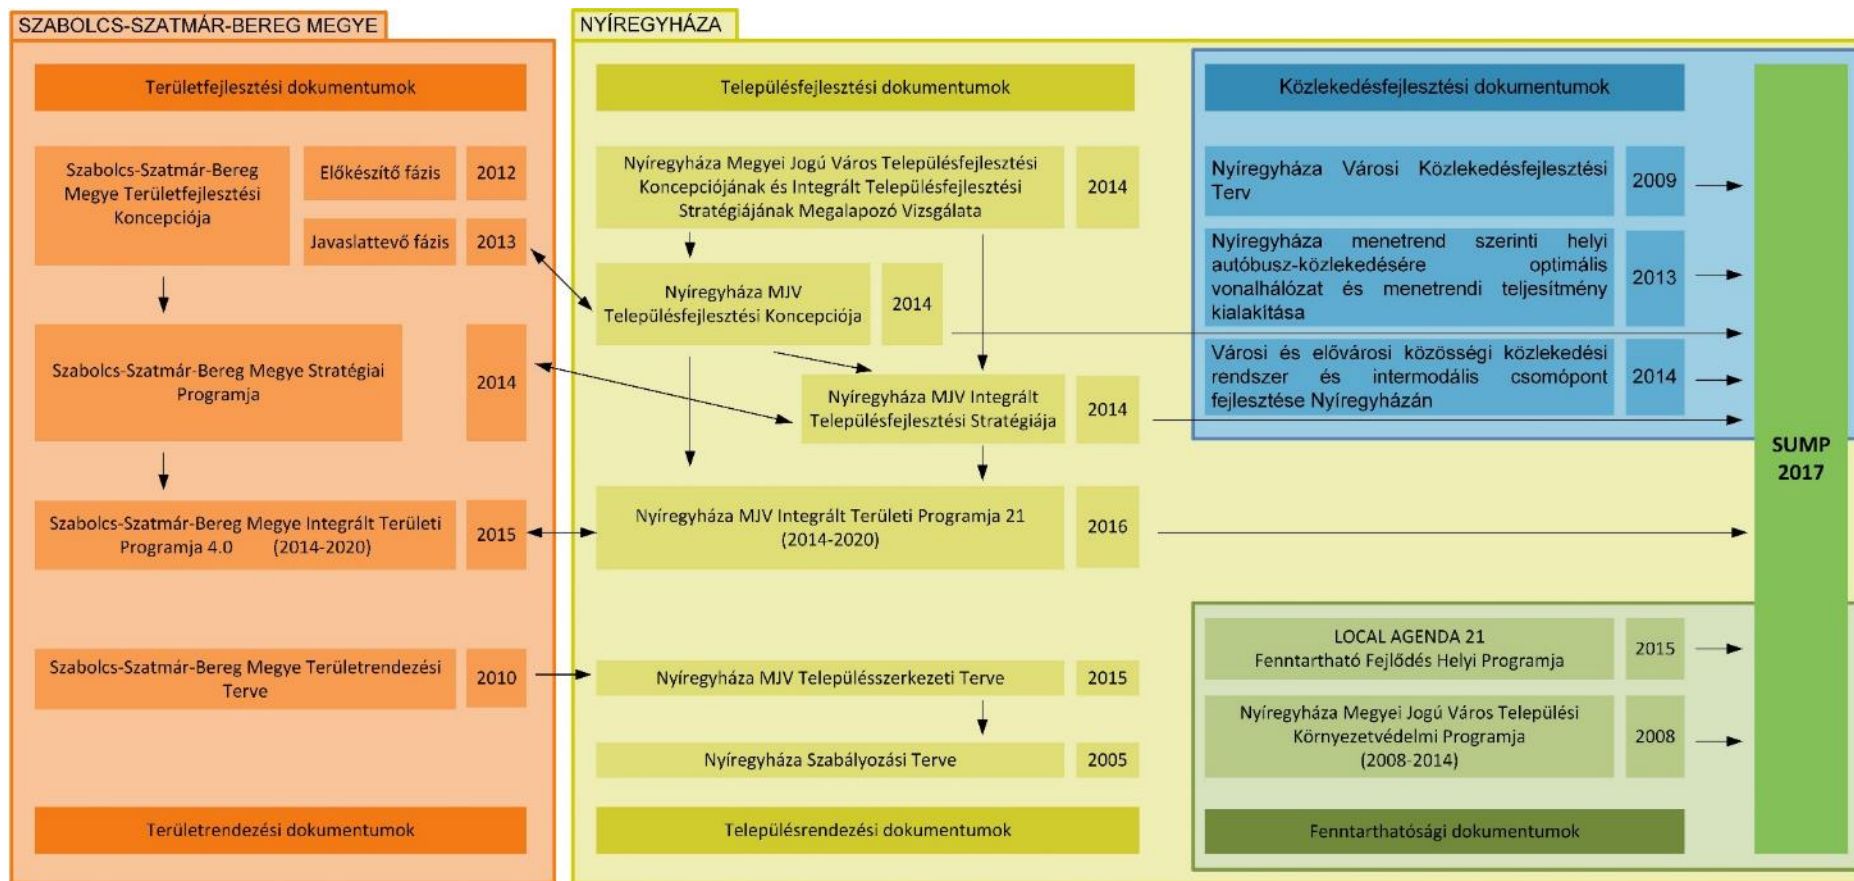 SZABOLCS-SZATMÁR-BEREG MEGYE
Területfejlesztési dokumentumok
Szabolcs-Szatmár-Bereg
Megye Területfejlesztési
Koncepciója
Előkészítő fázis
2012
Javaslattevő fázis
2013
Szabolcs-Szatmár-Bereg Megye Stratégiai
Programja
2014
Szabolcs-Szatmár-Bereg Megye Integrált Területi
Programja 4.0 (2014-2020)
2015
Szabolcs-Szatmár-Bereg Megye Területrendezési
Terve
2010
Területrendezési dokumentumok
NYÍREGYHÁZA
Településfejlesztési dokumentumok
Nyíregyháza Megyei Jogú Város Településfejlesztési
Koncepciójának és Integrált Településfejlesztési
Stratégiájának Megalapozó Vizsgálata
2014
Nyíregyháza MJV
Településfejlesztési Koncepciója
2014
Nyíregyháza MJV Integrált
Településfejlesztési Stratégiája
2014
Nyíregyháza MJV Integrált Területi Programja 21
(2014-2020)
2016
Nyíregyháza MJV Településszerkezeti Terve
2015
Nyíregyháza Szabályozási Terve
2005
Településrendezési dokumentumok
Közlekedésfejlesztési dokumentumok
Nyíregyháza Városi Közlekedésfejlesztési
Terv
2009
Nyíregyháza menetrend szerinti helyi
autóbusz-közlekedésére optimális
vonalhálózat és menetrendi teljesítmény
kialakítása
2013
Városi és elővárosi közösségi közlekedési
rendszer és intermodális csomópont
fejlesztése Nyíregyházán
2014
LOCAL AGENDA 21
Fenntartható Fejlődés Helyi Programja
2015
Nyíregyháza Megyei Jogú Város Települési
Környezetvédelmi Programja
(2008-2014)
2008
Fenntarthatósági dokumentumok
SUMP
2017